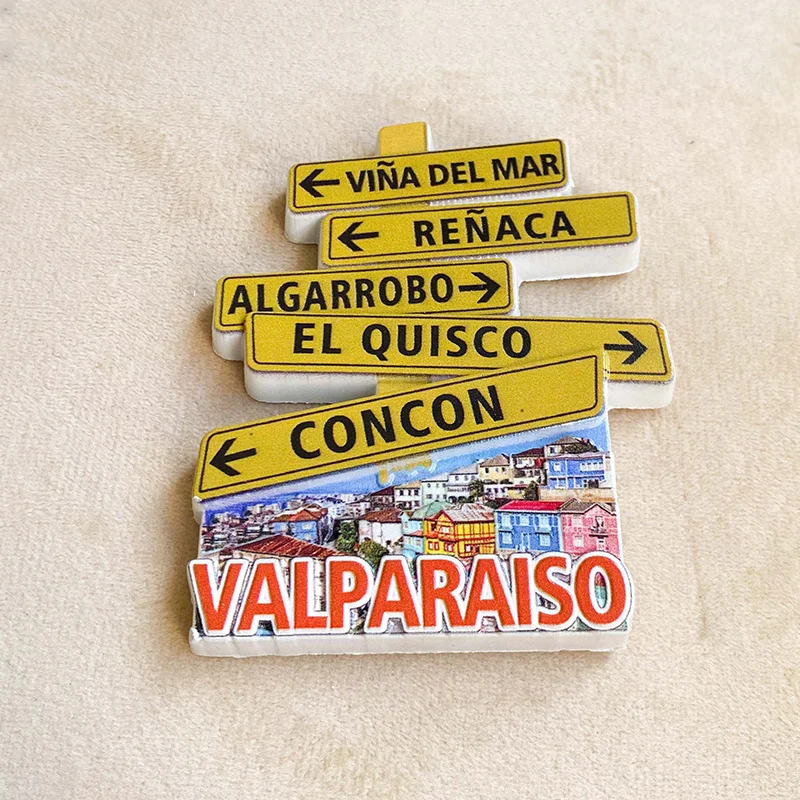 ← VIÑA DEL MAR
← REÑACA
ALGARROBO →
EL QUISCO →
← CONCON
VALPARAISO